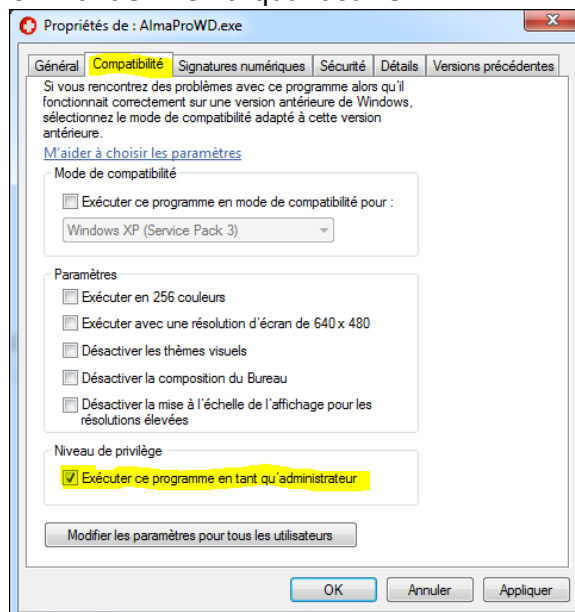 Propriétés de : AlmaProWD.exe
Général Compatibilité Signatures numériques Sécurité Détails Versions précédentes
Si vous rencontrez des problèmes avec ce programme alors qu'il
fonctionnait correctement sur une version antérieure de Windows,
sélectionnez le mode de compatibilité adapté à cette version
antérieure.
M'aider à choisir les paramètres
Mode de compatibilité
Exécuter ce programme en mode de compatibilité pour :
Windows XP (Service Pack 3)
Paramètres
Exécuter en 256 couleurs
Exécuter avec une résolution d'écran de 640 x 480
Désactiver les thèmes visuels
Désactiver la composition du Bureau
Désactiver la mise à l'échelle de l'affichage pour les
résolutions élevées
Niveau de privilège
Exécuter ce programme en tant qu'administrateur
Modifier les paramètres pour tous les utilisateurs
OK Annuler Appliquer